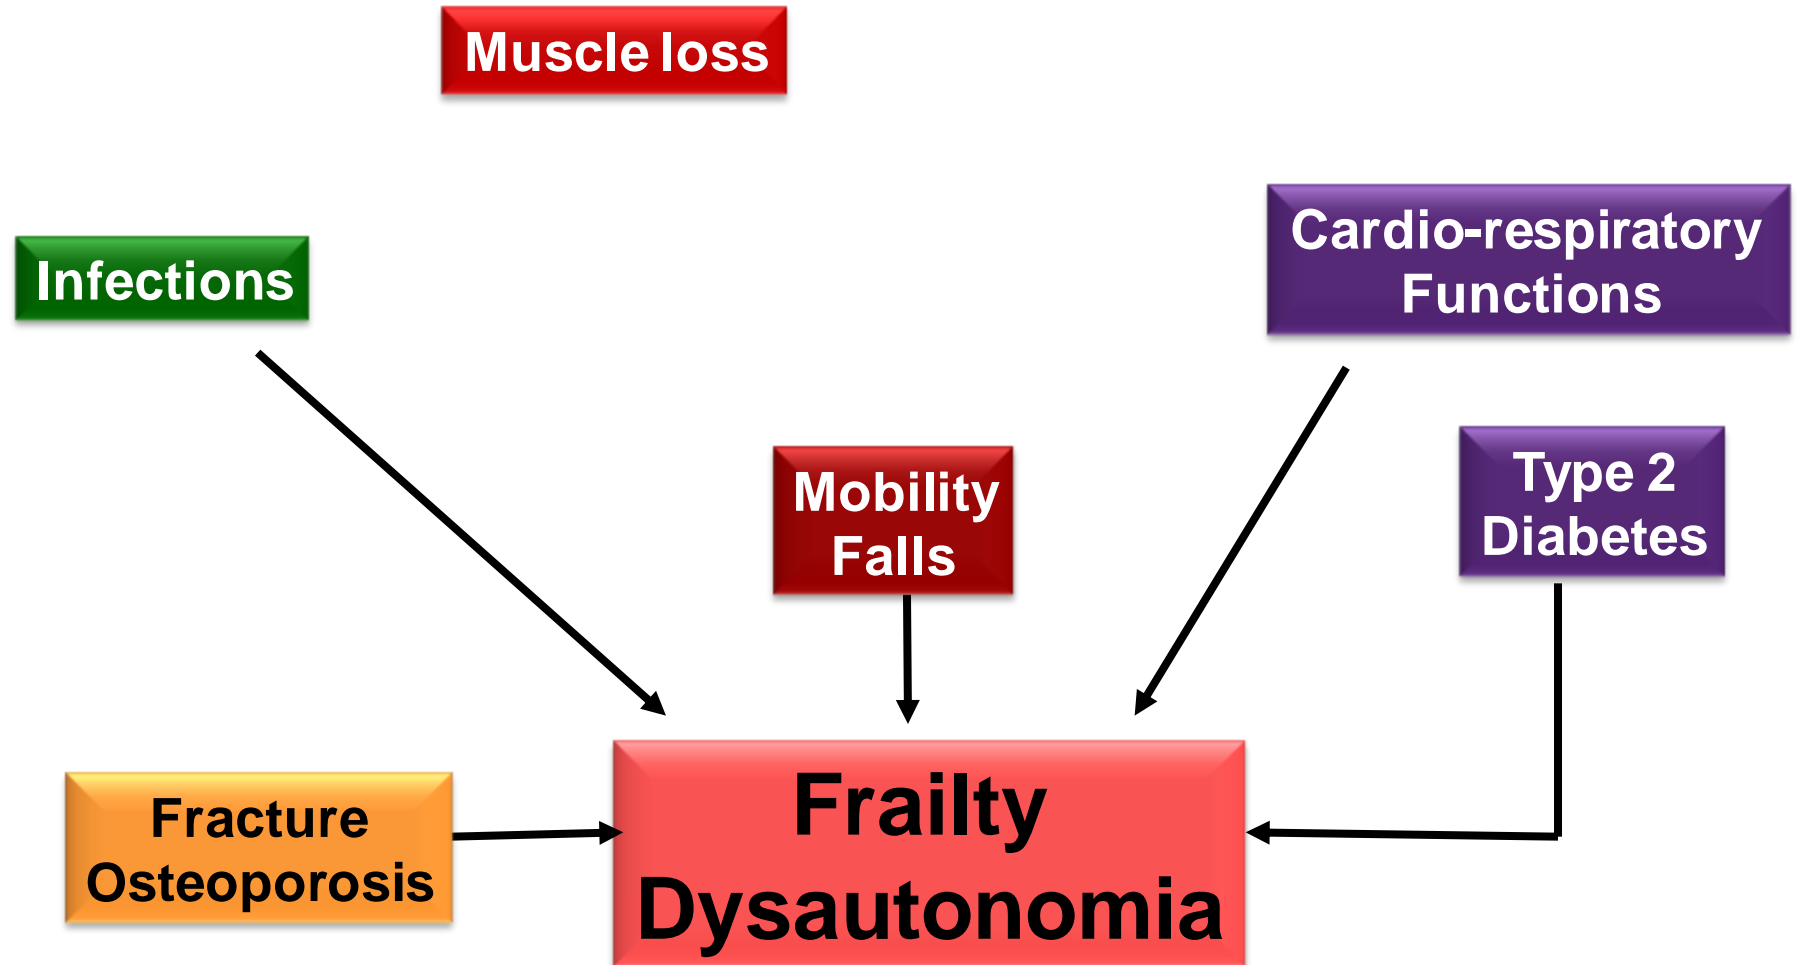 Muscle loss
Cardio-respiratory
Functions
Infections
Mobility
Falls
Type 2
Diabetes
Fracture
Osteoporosis
Frailty
Dysautonomia